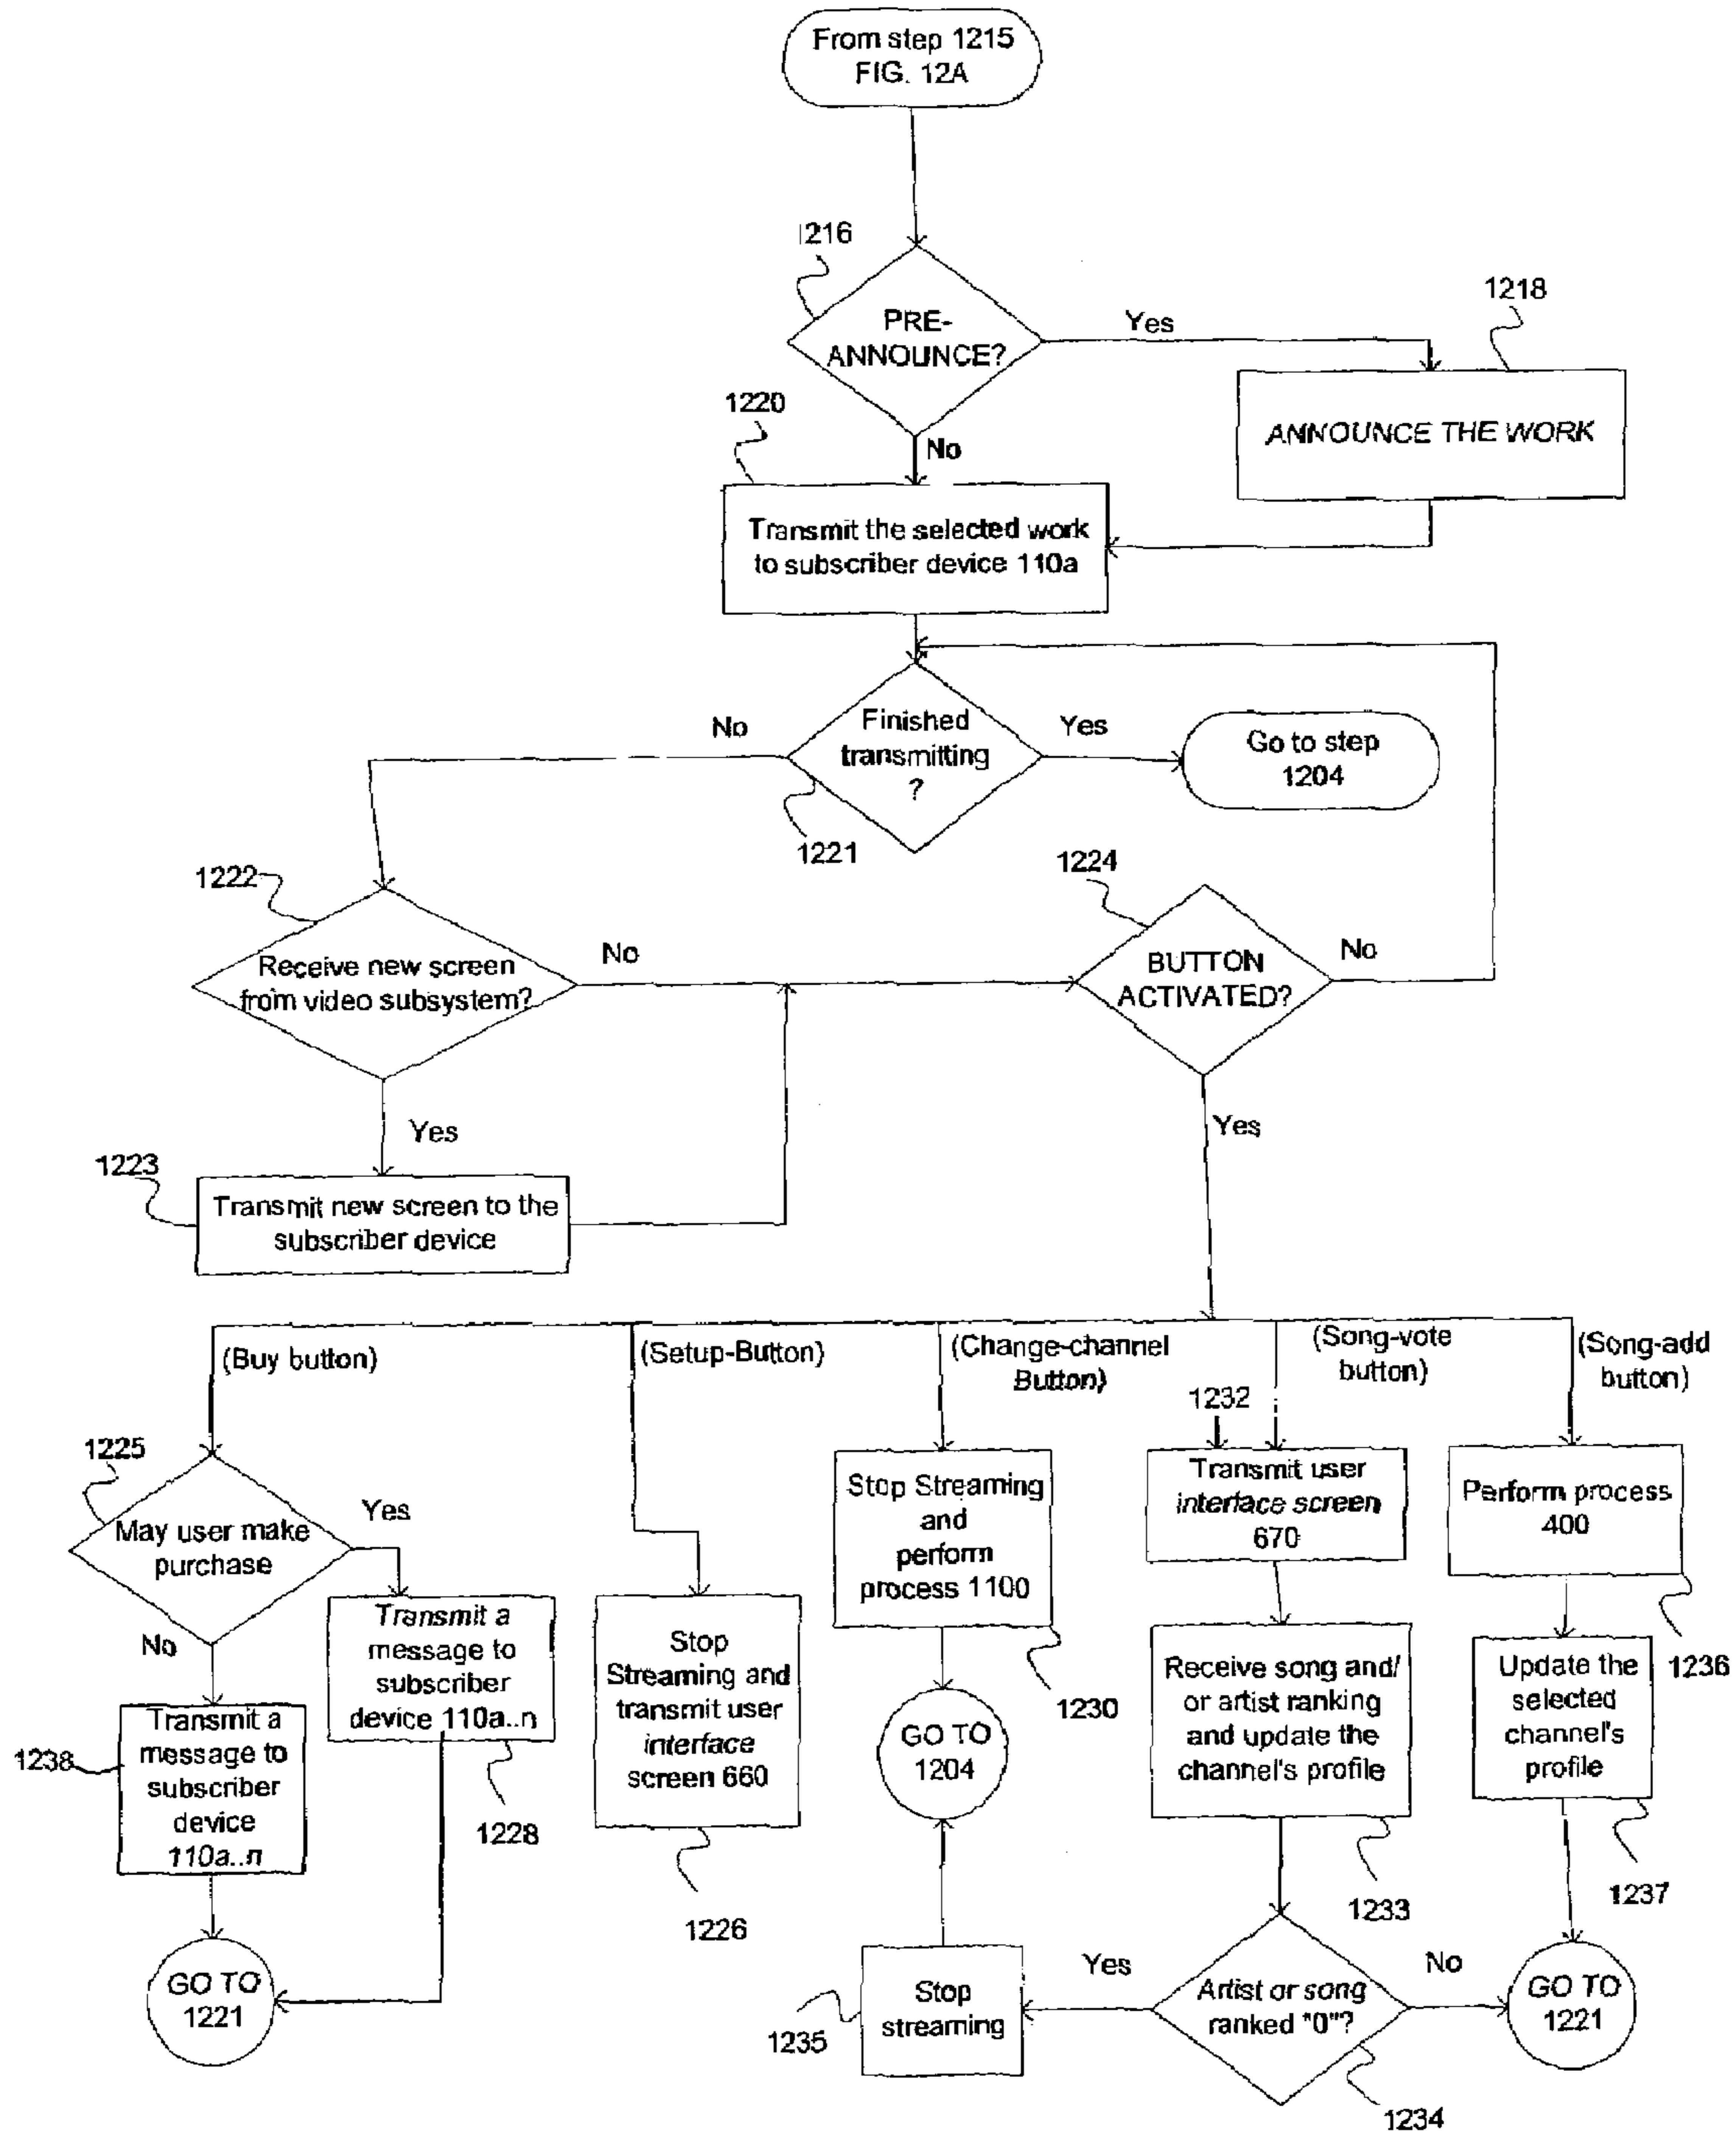 From step 1215
FIG. 12A
1216
PRE-
ANNOUNCE?
Yes
1218
ANNOUNCE THE WORK
No
1220
Transmit the selected work
to subscriber device 110a
Finished
transmitting
?
No
Yes
Go to step
1204
1221
1222
Receive new screen
from video subsystem?
No
1224
BUTTON
ACTIVATED?
No
Yes
Yes
1223
Transmit new screen to the
subscriber device
(Buy button)
(Setup-Button)
(Change-channel
Button)
(Song-vote
button)
(Song-add
button)
1225
May user make
purchase
Yes
No
Transmit a
message to
subscriber
device 110a..n
1228
1238
Transmit a
message to
subscriber
device
110a..n
GO TO
1221
Stop
Streaming and
transmit user
interface
screen 660
1226
Stop Streaming
and
perform
process 1100
1230
GO TO
1204
1232
Transmit user
interface screen
670
Receive song and/
or artist ranking
and update the
channel's profile
1233
Artist or song
ranked "0"?
1234
Yes
No
Stop
streaming
1235
Perform process
400
1236
Update the
selected
channel's
profile
1237
GO TO
1221